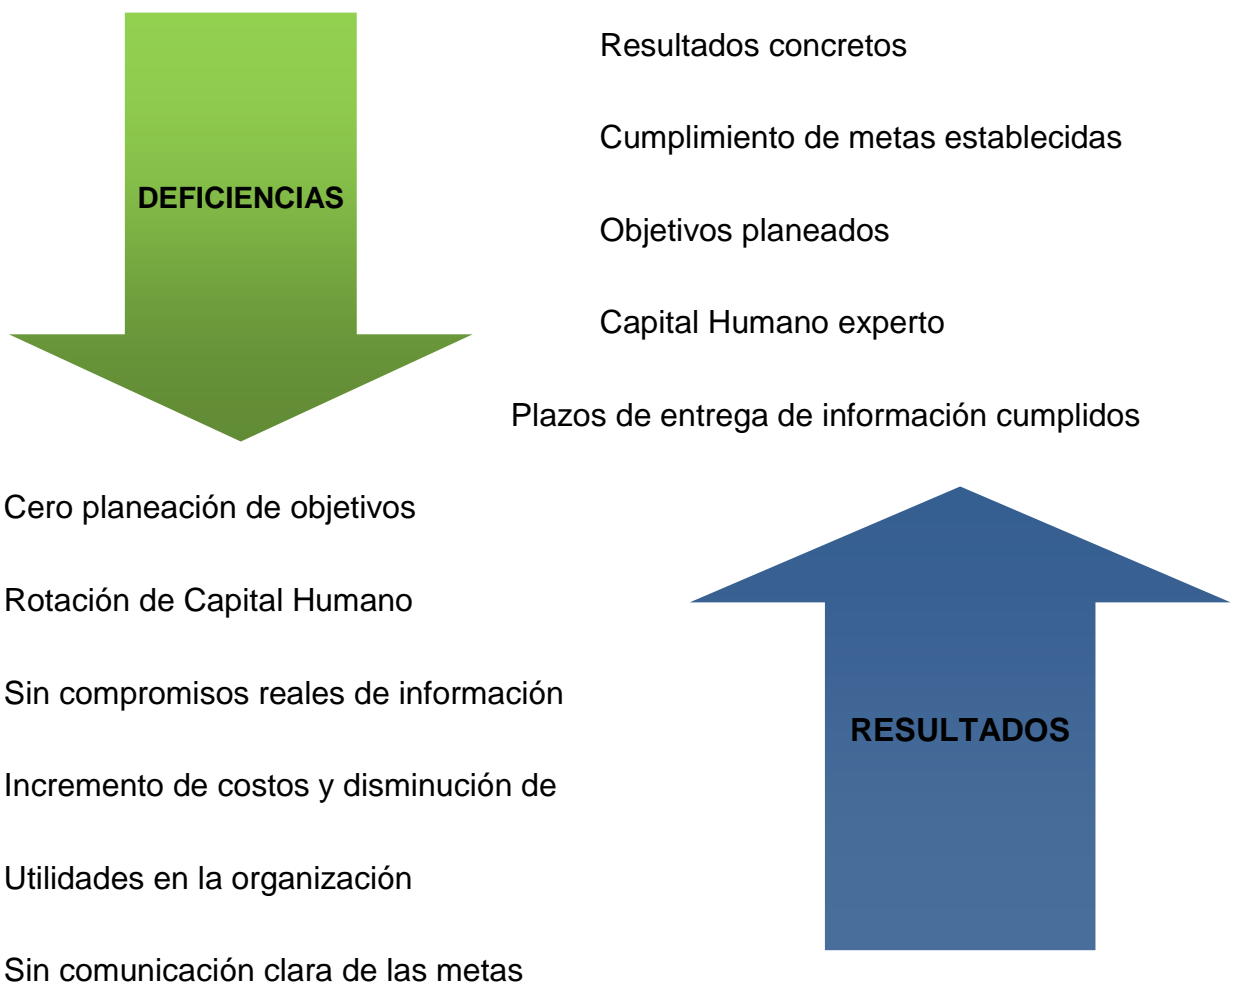 DEFICIENCIAS
Cero planeación de objetivos
Rotación de Capital Humano
Sin compromisos reales de información
Incremento de costos y disminución de
Utilidades en la organización
Sin comunicación clara de las metas
Resultados concretos
Cumplimiento de metas establecidas
Objetivos planeados
Capital Humano experto
Plazos de entrega de información cumplidos
RESULTADOS